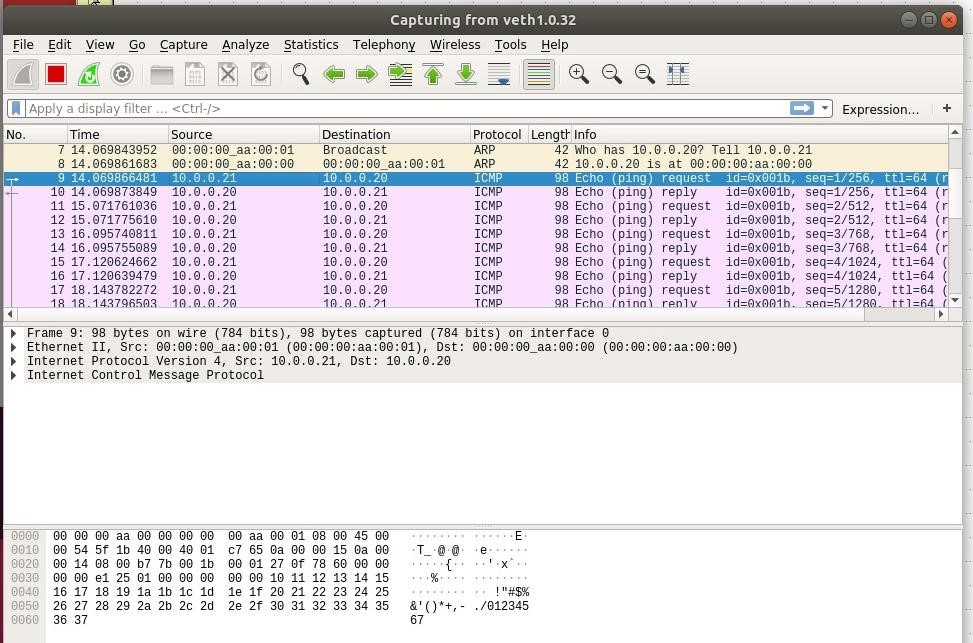 Capturing from veth1.0.32
File Edit View Go Capture Analyze Statistics Telephony Wireless Tools Help
Apply a display filter ... <Ctrl-/> Expression... +
No. Time Source Destination Protocol Length Info
7 14.069843952 00:00:00_aa:00:01 Broadcast ARP 42 Who has 10.0.0.20? Tell 10.0.0.21
8 14.069861683 00:00:00_aa:00:00 00:00:00_aa:00:01 ARP 42 10.0.0.20 is at 00:00:00:aa:00:00
9 14.069866481 10.0.0.21 10.0.0.20 ICMP 98 Echo (ping) request id=0x001b, seq=1/256, ttl=64 (r
10 14.069873849 10.0.0.20 10.0.0.21 ICMP 98 Echo (ping) reply id=0x001b, seq=1/256, ttl=64 (r
11 15.071761036 10.0.0.21 10.0.0.20 ICMP 98 Echo (ping) request id=0x001b, seq=2/512, ttl=64 (r
12 15.071775610 10.0.0.20 10.0.0.21 ICMP 98 Echo (ping) reply id=0x001b, seq=2/512, ttl=64 (r
13 16.095740811 10.0.0.21 10.0.0.20 ICMP 98 Echo (ping) request id=0x001b, seq=3/768, ttl=64 (r
14 16.095755089 10.0.0.20 10.0.0.21 ICMP 98 Echo (ping) reply id=0x001b, seq=3/768, ttl=64 (r
15 17.120624662 10.0.0.21 10.0.0.20 ICMP 98 Echo (ping) request id=0x001b, seq=4/1024, ttl=64 (
16 17.120639479 10.0.0.20 10.0.0.21 ICMP 98 Echo (ping) reply id=0x001b, seq=4/1024, ttl=64 (
17 18.143782272 10.0.0.21 10.0.0.20 ICMP 98 Echo (ping) request id=0x001b, seq=5/1280, ttl=64 (
18 18.143796503 10.0.0.20 10.0.0.21 ICMP 98 Echo (ping) reply id=0x001b, seq=5/1280, ttl=64 (
Frame 9: 98 bytes on wire (784 bits), 98 bytes captured (784 bits) on interface 0
Ethernet II, Src: 00:00:00_aa:00:01 (00:00:00:aa:00:01), Dst: 00:00:00_aa:00:00 (00:00:00:aa:00:00)
Internet Protocol Version 4, Src: 10.0.0.21, Dst: 10.0.0.20
Internet Control Message Protocol
0000 00 00 00 aa 00 00 00 00 00 aa 00 01 08 00 45 00 ········ ······E·
0010 00 54 5f 1b 40 00 40 01 c7 65 0a 00 00 15 0a 00 ·T_·@·@· ·e······
0020 00 14 08 00 b7 7b 00 1b 00 01 27 0f 78 60 00 00 ·····{·· ··'·x`··
0030 00 00 e1 25 01 00 00 00 00 00 10 11 12 13 14 15 ···%···· ········
0040 16 17 18 19 1a 1b 1c 1d 1e 1f 20 21 22 23 24 25 ········ ·· !"#$%
0050 26 27 28 29 2a 2b 2c 2d 2e 2f 30 31 32 33 34 35 &'()*+,- ./012345
0060 36 37 67